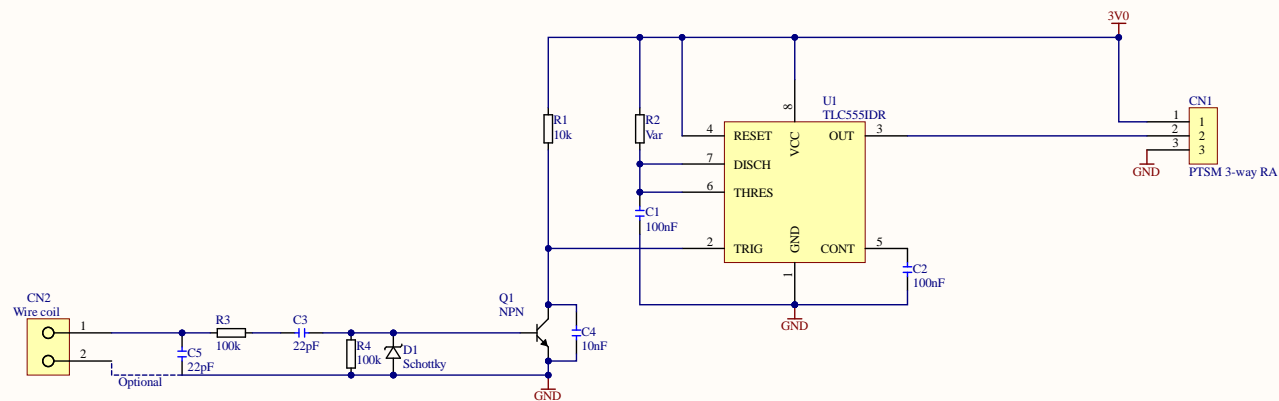 3V0
U1
TLC555IDR
CN1
R1
10k
R2
Var
8
VCC
4 RESET
OUT 3
1 1
2 2
3 3
GND
PTSM 3-way RA
7 DISCH
6 THRES
C1
100nF
2 TRIG
GND
1
CONT 5
C2
100nF
GND
CN2
Wire coil
1
2
Optional
C5
22pF
R3
100k
C3
22pF
R4
100k
D1
Schottky
Q1
NPN
C4
10nF
GND